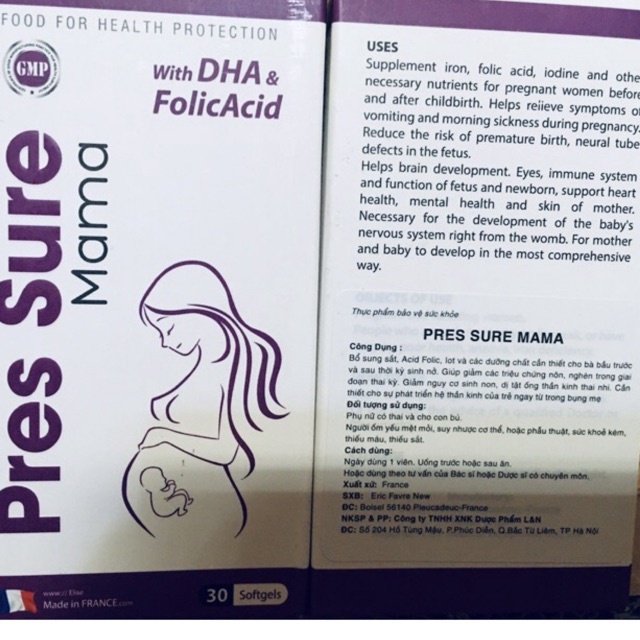 FOOD FOR HEALTH PROTECTION
GMP
With DHA &
FolicAcid
Pres Sure
Mama
www.// Elise
Made in FRANCE.com
30 Softgels
USES
Supplement iron, folic acid, iodine and othe
necessary nutrients for pregnant women before
and after childbirth. Helps reiieve symptoms o
vomiting and morning sickness during pregnancy.
Reduce the risk of premature birth, neural tube
defects in the fetus.
Helps brain development. Eyes, immune system
and function of fetus and newborn, support heart
health, mental health and skin of mother.
Necessary for the development of the baby's
nervous system right from the womb. For mother
and baby to develop in the most comprehensive
way.
OBJECTS OF USE
Thực phẩm bảo vệ sức khỏe
PRES SURE MAMA
Công Dụng :
Bổ sung sắt, Acid Folic, Iot và các dưỡng chất cần thiết cho bà bầu trước
và sau thời kỳ sinh nở. Giúp giảm các triệu chứng nôn, nghén trong giai
đoạn thai kỳ. Giảm nguy cơ sinh non, dị tật ống thần kinh thai nhi. Cần
thiết cho sự phát triển hệ thần kinh của trẻ ngay từ trong bụng mẹ
Đối tượng sử dụng:
Phụ nữ có thai và cho con bú.
Người ốm yếu mệt mỏi, suy nhược cơ thể, hoặc phẫu thuật, sức khoẻ kém,
thiếu máu, thiếu sắt.
Cách dùng:
Ngày dùng 1 viên. Uống trước hoặc sau ăn.
Hoặc dùng theo tư vấn của Bác sĩ hoặc Dược sĩ có chuyên môn.
Xuất xứ: France
SXB: Eric Favre New
ĐC: Boisel 56140 Pleucadeuc-France
NKSP & PP: Công ty TNHH XNK Dược Phẩm LAN
ĐC: Số 204 Hồ Tùng Mậu, P.Phúc Diễn, Q.Bắc Từ Liêm, TP Hà Nội